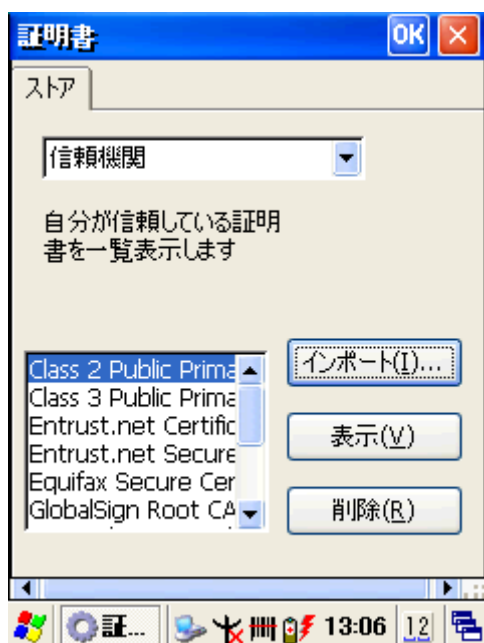 証明書 OK
ストア
信頼機関
自分が信頼している証明
書を一覧表示します
Class 2 Public Prima
Class 3 Public Prima
Entrust.net Certific
Entrust.net Secure
Equifax Secure Cer
GlobalSign Root CA
インポート(I)...
表示(V)
削除(R)
証... 13:06 12